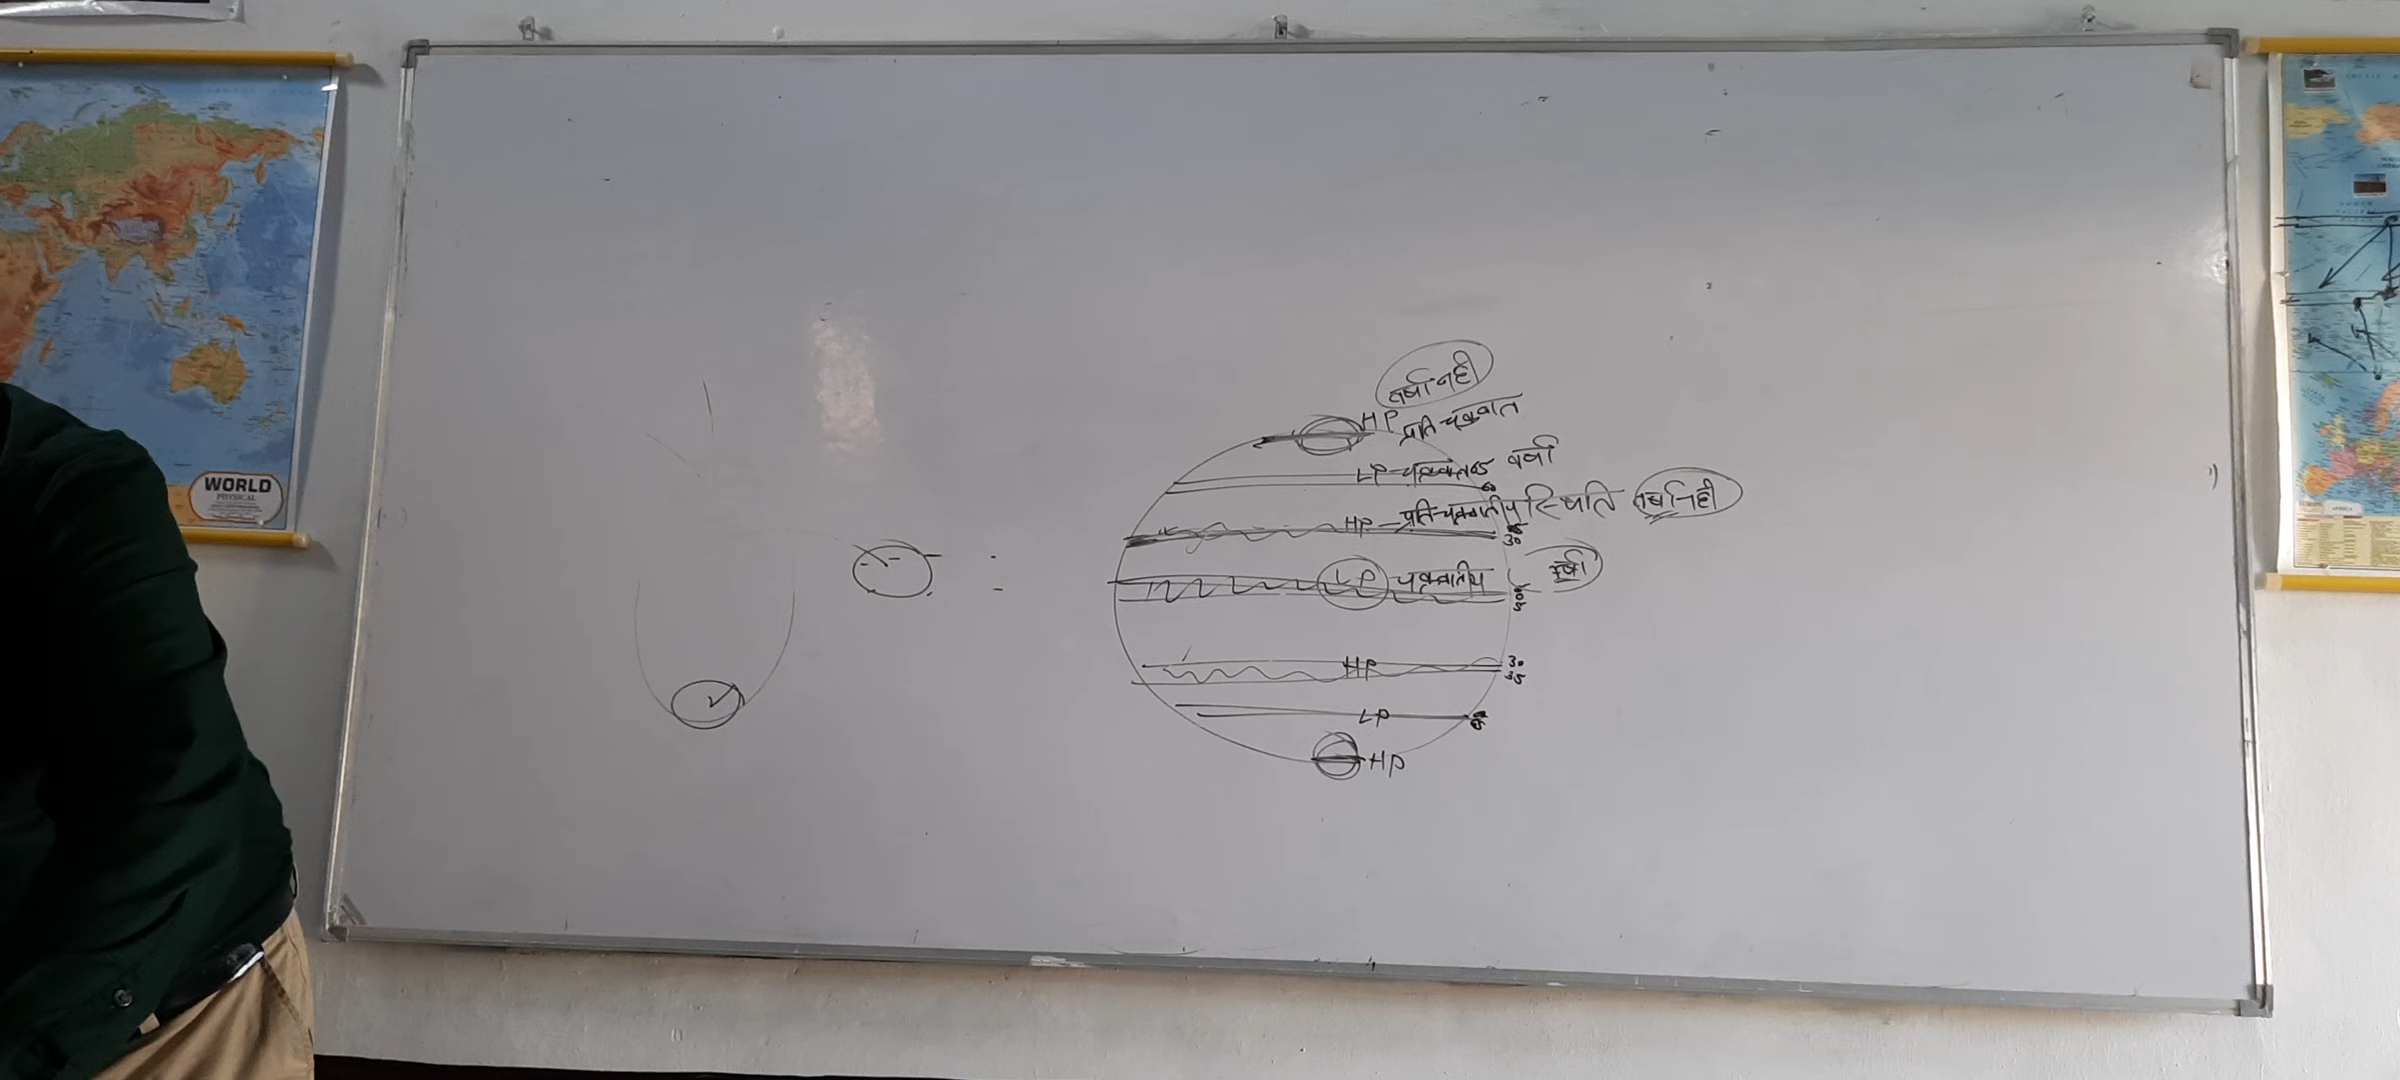 WORLD
PHYSICAL
वर्षा नही
HP
प्रति-चक्रवात
LP-चक्रवात वर्षा
HP-प्रति-चक्रवातीय स्थिति वर्षा नही
30
LP चक्रवातीय वर्षा
HP 30
35
LP
HP